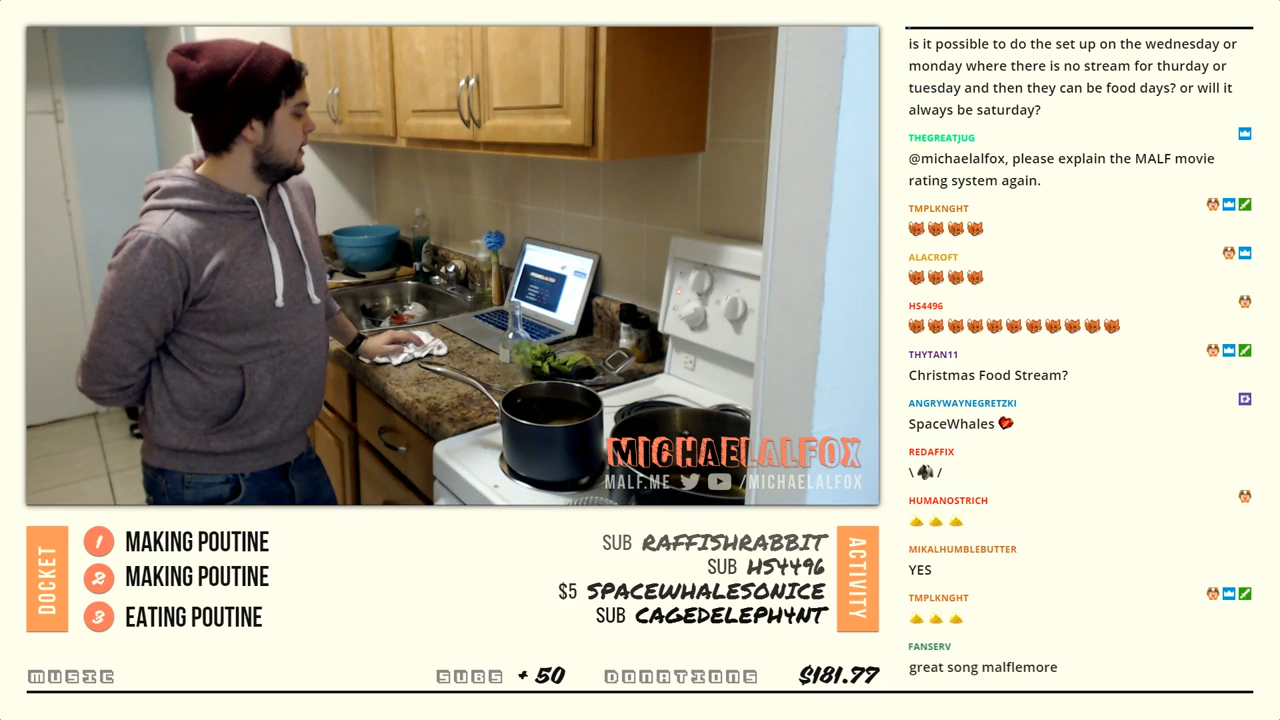 is it possible to do the set up on the wednesday or
monday where there is no stream for thurday or
tuesday and then they can be food days? or will it
always be saturday?
THEGREATJUG
@michaelalfox, please explain the MALF movie
rating system again.
TMPLKNGHT
ALACROFT
HS4496
THYTAN11
Christmas Food Stream?
ANGRYWAYNEGRETZKI
SpaceWhales
REDAFFIX
\ /
HUMANOSTRICH
MIKALHUMBLEBUTTER
YES
TMPLKNGHT
FANSERV
great song malflemore
MICHAELALFOX
MALF.ME /MICHAELALFOX
DOCKET
1 MAKING POUTINE
2 MAKING POUTINE
3 EATING POUTINE
SUB RAFFISHRABBIT
SUB HS4496
$5 SPACEWHALESONICE
SUB CAGEDELEPH4NT
ACTIVITY
MUSIC
SUBS + 50
DONATIONS $181.77